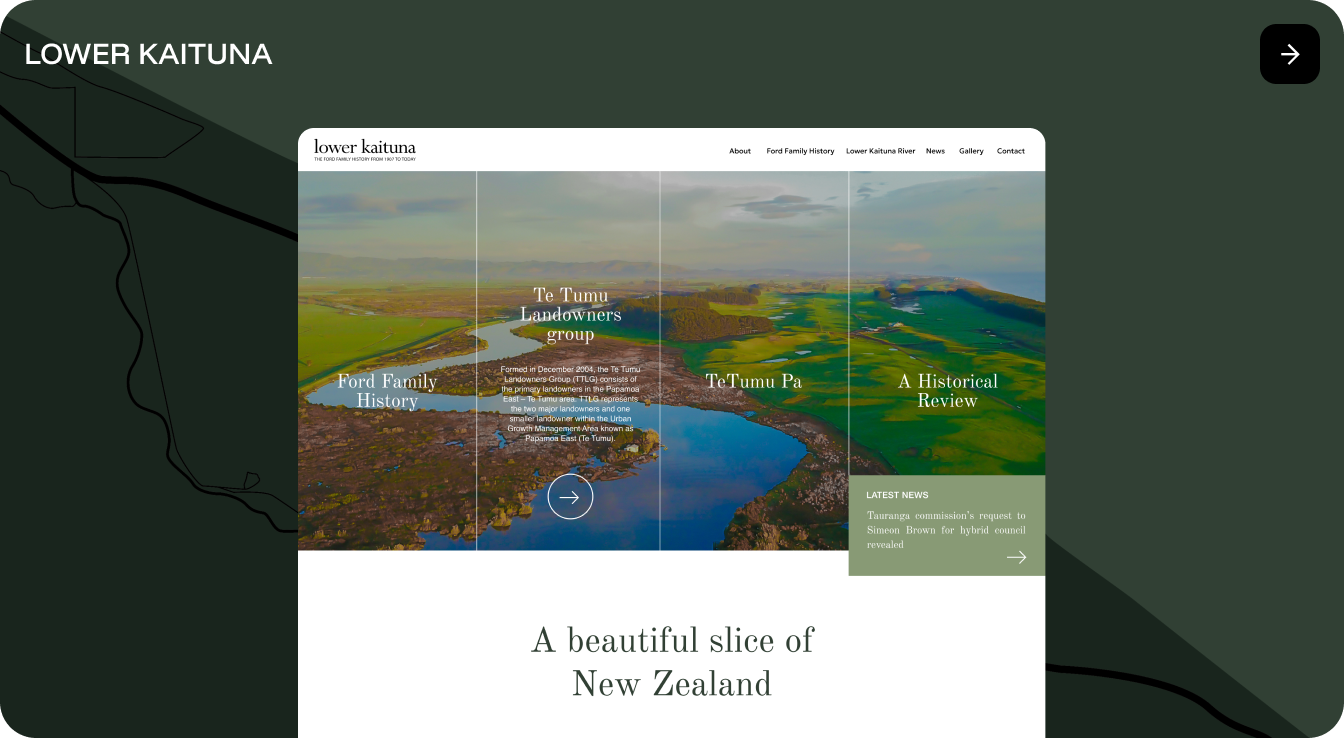 LOWER KAITUNA
lower kaituna
THE FORD FAMILY HISTORY FROM 1907 TO TODAY
About Ford Family History Lower Kaituna River News Gallery Contact
Ford Family
History
Te Tumu
Landowners
group
Formed in December 2004, the Te Tumu
Landowners Group (TTLG) consists of
the primary landowners in the Papamoa
East – Te Tumu area. TTLG represents
the two major landowners and one
smaller landowner within the Urban
Growth Management Area known as
Papamoa East (Te Tumu).
TeTumu Pa
A Historical
Review
LATEST NEWS
Tauranga commission's request to
Simeon Brown for hybrid council
revealed
A beautiful slice of
New Zealand